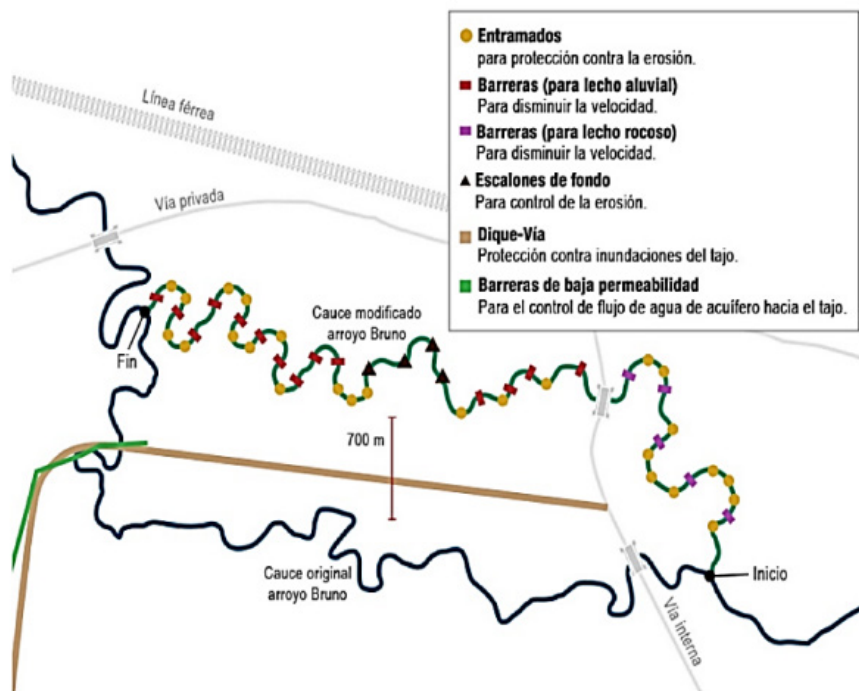 Entramados
para protección contra la erosión.
Barreras (para lecho aluvial)
Para disminuir la velocidad.
Barreras (para lecho rocoso)
Para disminuir la velocidad.
Escalones de fondo
Para control de la erosión.
Dique-Vía
Protección contra inundaciones del tajo.
Barreras de baja permeabilidad
Para el control de flujo de agua de acuífero hacia el tajo.
Línea férrea
Vía privada
Cauce modificado
arroyo Bruno
Fin
700 m
Cauce original
arroyo Bruno
Inicio
Vía interna